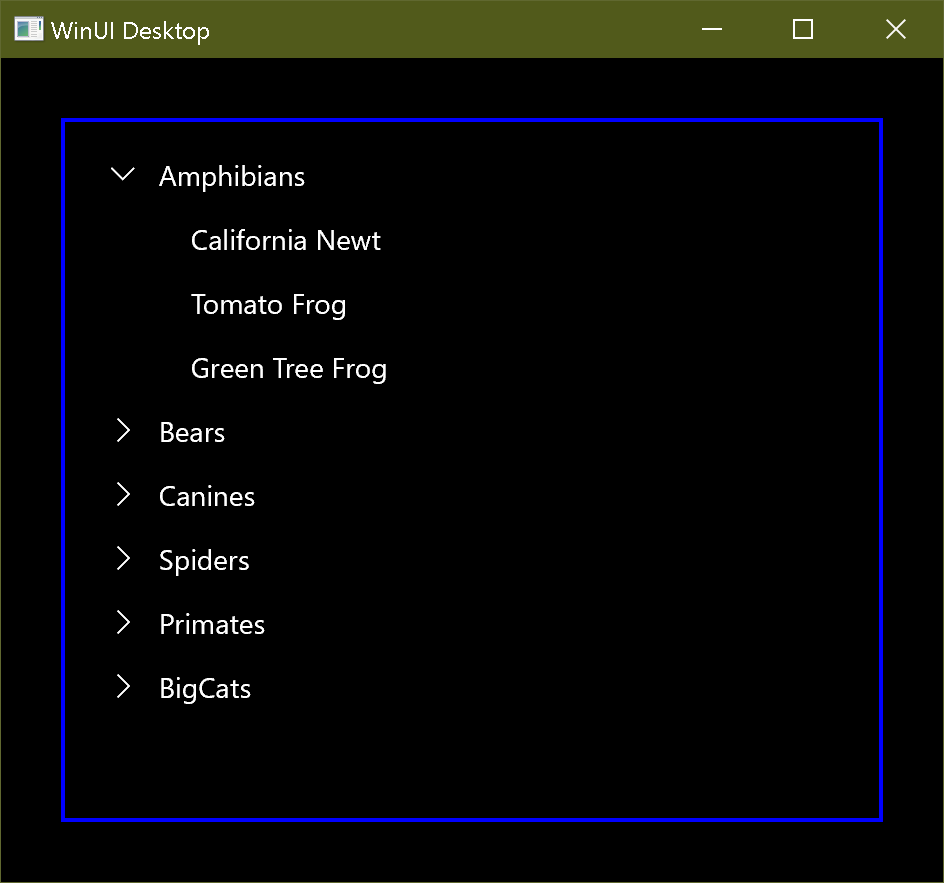 WinUI Desktop
Amphibians
California Newt
Tomato Frog
Green Tree Frog
Bears
Canines
Spiders
Primates
BigCats